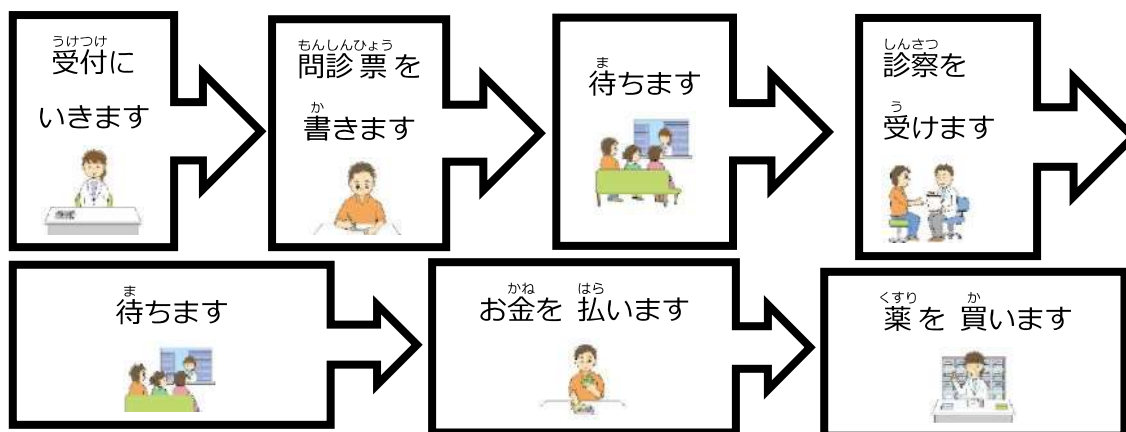 うけつけ
受付に
いきます
もんしんひょう
問診票を
か
書きます
ま
待ちます
しんさつ
診察を
う
受けます
ま
待ちます
かね はら
お金を 払います
くすり か
薬を 買います